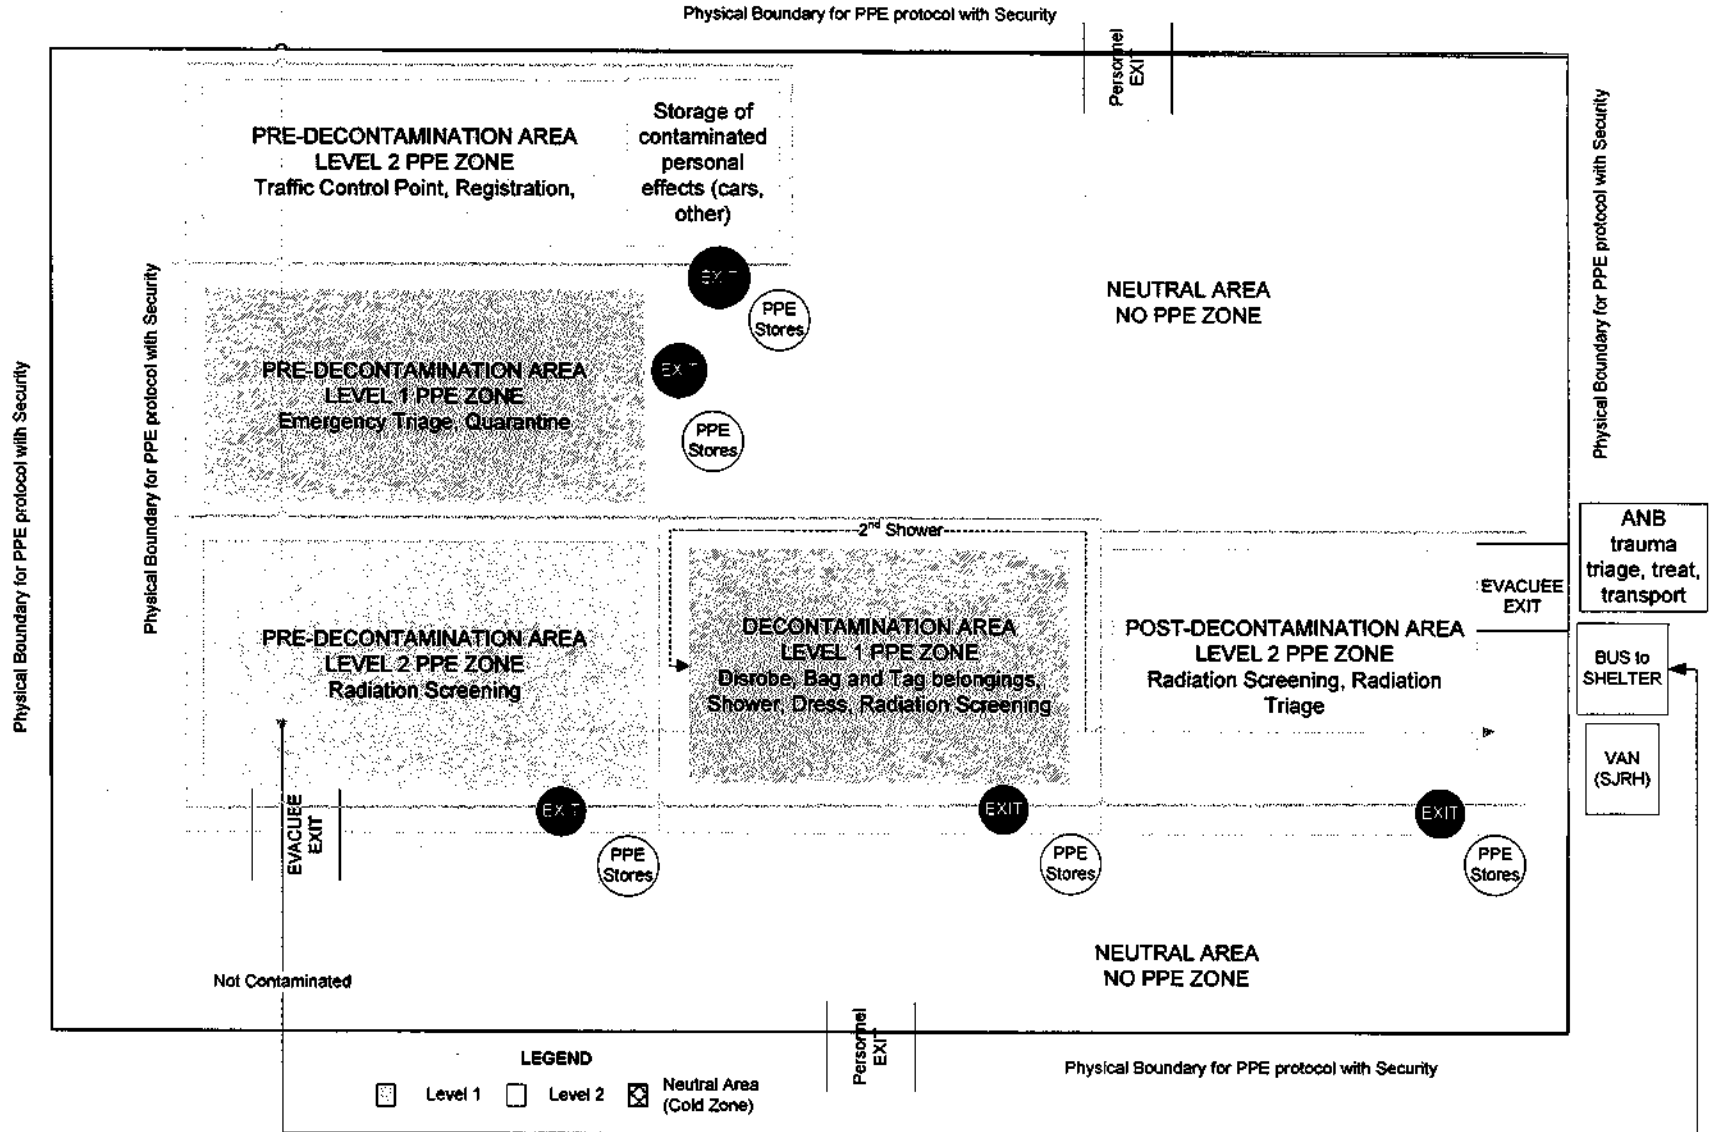 Physical Boundary for PPE protocol with Security
Personnel
EXIT
PRE-DECONTAMINATION AREA
LEVEL 2 PPE ZONE
Traffic Control Point, Registration,
Storage of
contaminated
personal
effects (cars,
other)
EXIT
PPE
Stores
NEUTRAL AREA
NO PPE ZONE
Physical Boundary for PPE protocol with Security
Physical Boundary for PPE protocol with Security
Physical Boundary for PPE protocol with Security
PRE-DECONTAMINATION AREA
LEVEL 1 PPE ZONE
Emergency Triage, Quarantine
EXIT
PPE
Stores
2nd Shower
PRE-DECONTAMINATION AREA
LEVEL 2 PPE ZONE
Radiation Screening
DECONTAMINATION AREA
LEVEL 1 PPE ZONE
Disrobe, Bag and Tag belongings,
Shower, Dress, Radiation Screening
POST-DECONTAMINATION AREA
LEVEL 2 PPE ZONE
Radiation Screening, Radiation
Triage
EVACUEE
EXIT
ANB
trauma
triage, treat,
transport
BUS to
SHELTER
VAN
(SJRH)
EVACUEE
EXIT
EXIT
PPE
Stores
EXIT
PPE
Stores
EXIT
PPE
Stores
Not Contaminated
NEUTRAL AREA
NO PPE ZONE
Personnel
EXIT
Physical Boundary for PPE protocol with Security
LEGEND
Level 1
Level 2
Neutral Area
(Cold Zone)